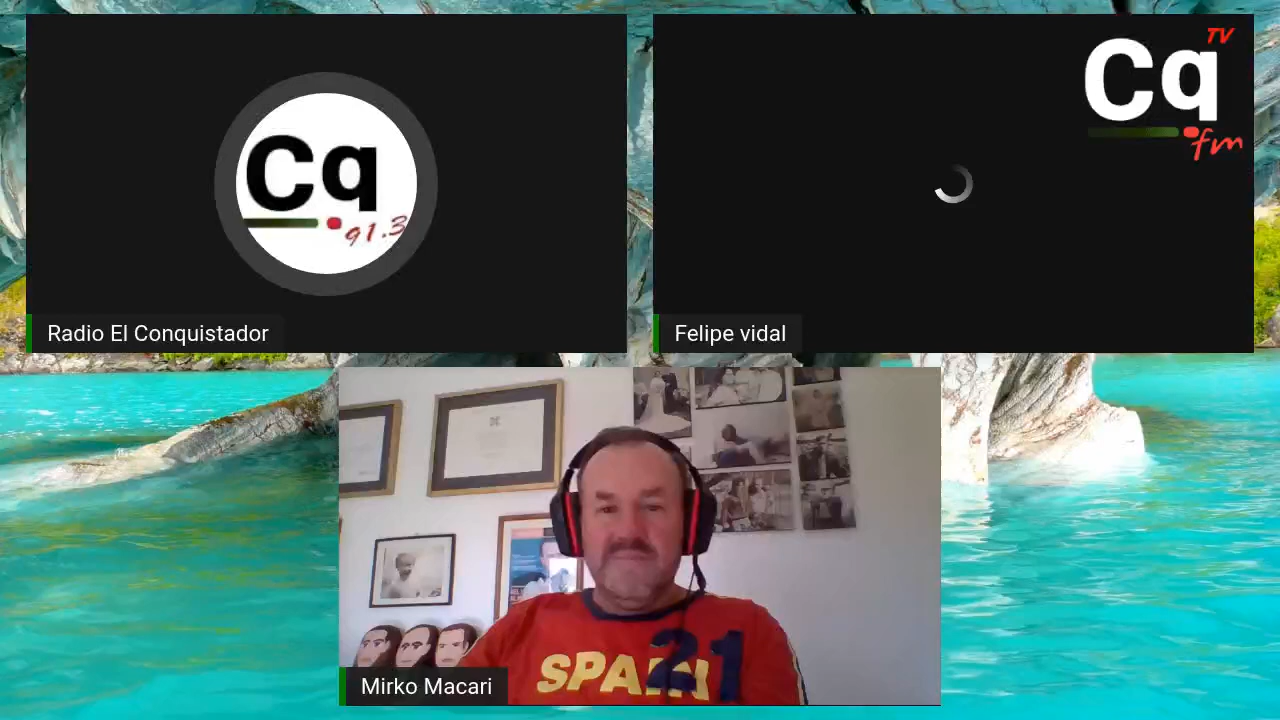 Cq
91.3
Radio El Conquistador
TV
Cq
fm
Felipe vidal
SPAIN
21
Mirko Macari